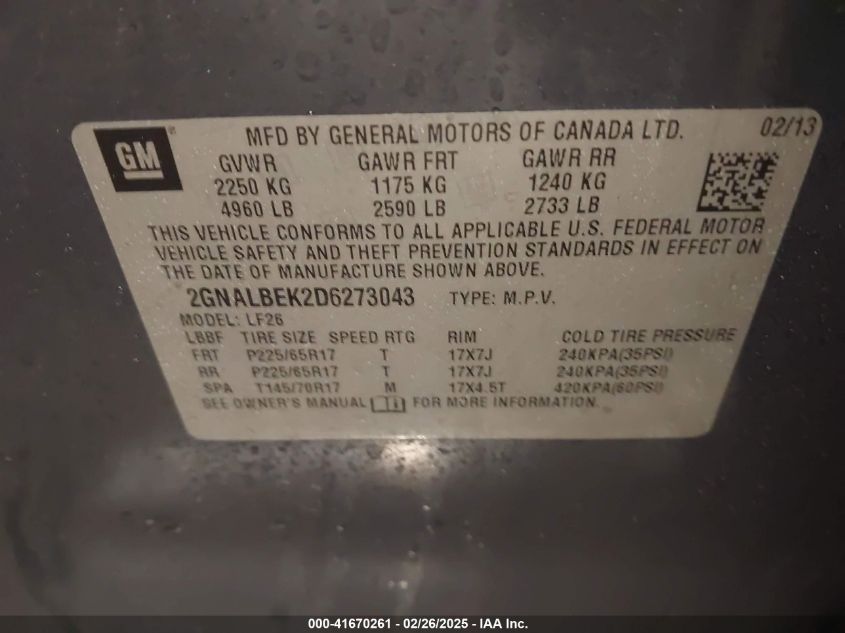 GM
MFD BY GENERAL MOTORS OF CANADA LTD. 02/13
GVWR GAWR FRT GAWR RR
2250 KG 1175 KG 1240 KG
4960 LB 2590 LB 2733 LB
THIS VEHICLE CONFORMS TO ALL APPLICABLE U.S. FEDERAL MOTOR
VEHICLE SAFETY AND THEFT PREVENTION STANDARDS IN EFFECT ON
THE DATE OF MANUFACTURE SHOWN ABOVE.
2GNALBEK2D6273043 TYPE: M.P.V.
MODEL: LF26
LBBF TIRE SIZE SPEED RTG RIM COLD TIRE PRESSURE
FRT P225/65R17 T 17X7J 240KPA(35PSI)
RR P225/65R17 T 17X7J 240KPA(35PSI)
SPA T145/70R17 M 17X4.5T 420KPA(60PSI)
SEE OWNER'S MANUAL FOR MORE INFORMATION.
000-41670261 - 02/26/2025 - IAA Inc.